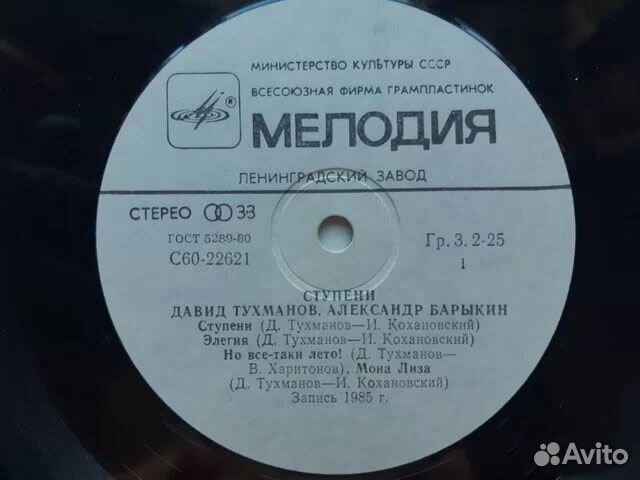 МИНИСТЕРСТВО КУЛЬТУРЫ СССР
ВСЕСОЮЗНАЯ ФИРМА ГРАМПЛАСТИНОК
®
МЕЛОДИЯ
ЛЕНИНГРАДСКИЙ ЗАВОД
СТЕРЕО 33
ГОСТ 5289-80
Гр. 3. 2-25
С60-22621
1
СТУПЕНИ
ДАВИД ТУХМАНОВ, АЛЕКСАНДР БАРЫКИН
Ступени (Д. Тухманов—И. Кохановский)
Элегия (Д. Тухманов—И. Кохановский)
Но все-таки лето! (Д. Тухманов—
В. Харитонов), Мона Лиза
(Д. Тухманов—И. Кохановский)
Запись 1985 г.
Avito